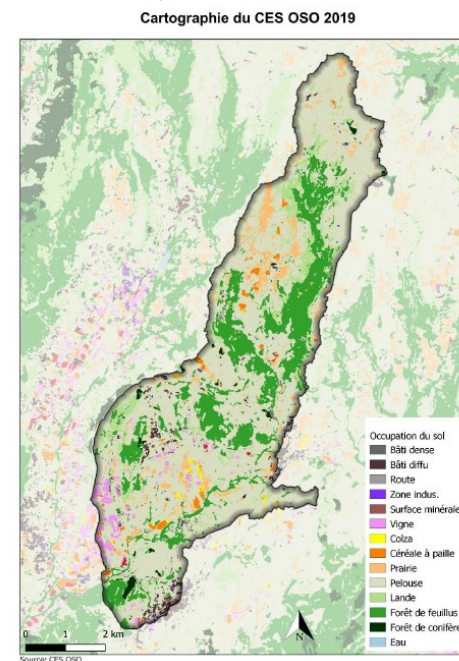 Cartographie du CES OSO 2019
Occupation du sol
Bâti dense
Bâti diffu
Route
Zone indus.
Surface minérale
Vigne
Colza
Céréale à paille
Prairie
Pelouse
Lande
Forêt de feuillus
Forêt de conifère
Eau
0 1 2 km
N
Source: CES OSO